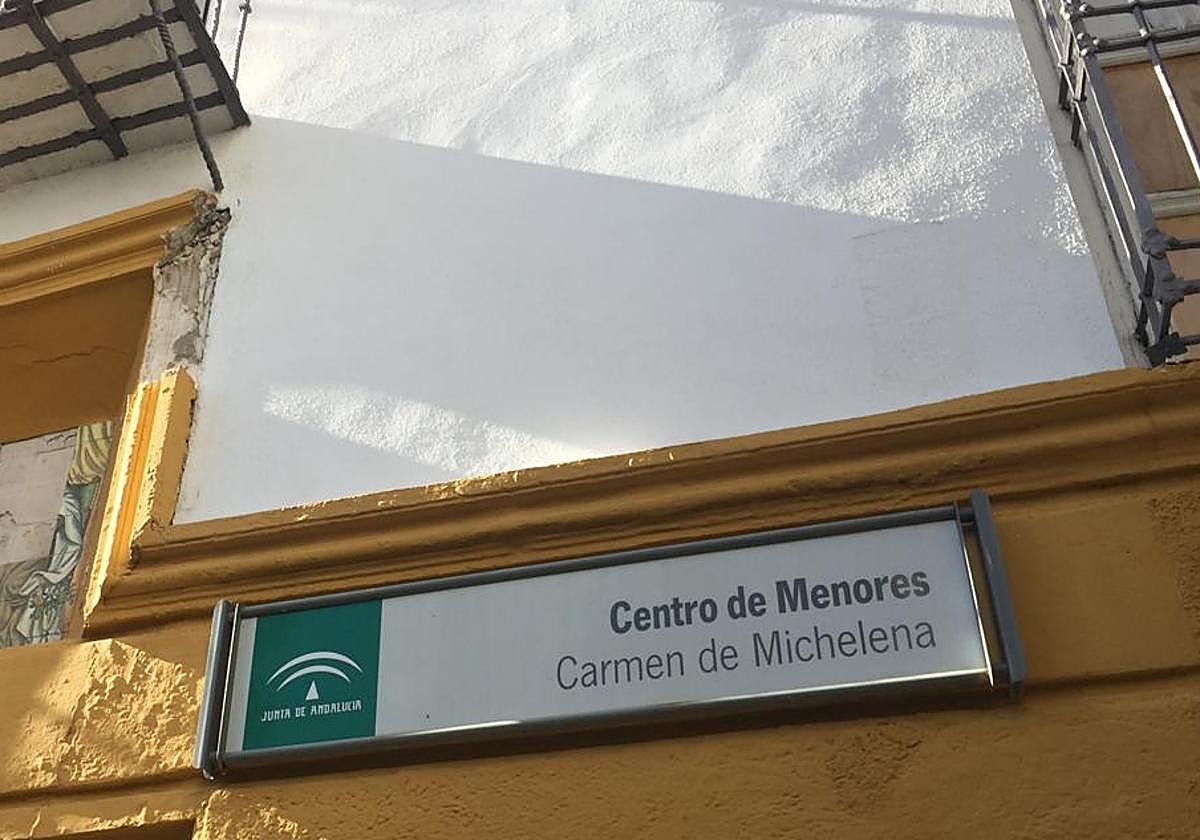 Centro de Menores
Carmen de Michelena
JUNTA DE ANDALUCIA